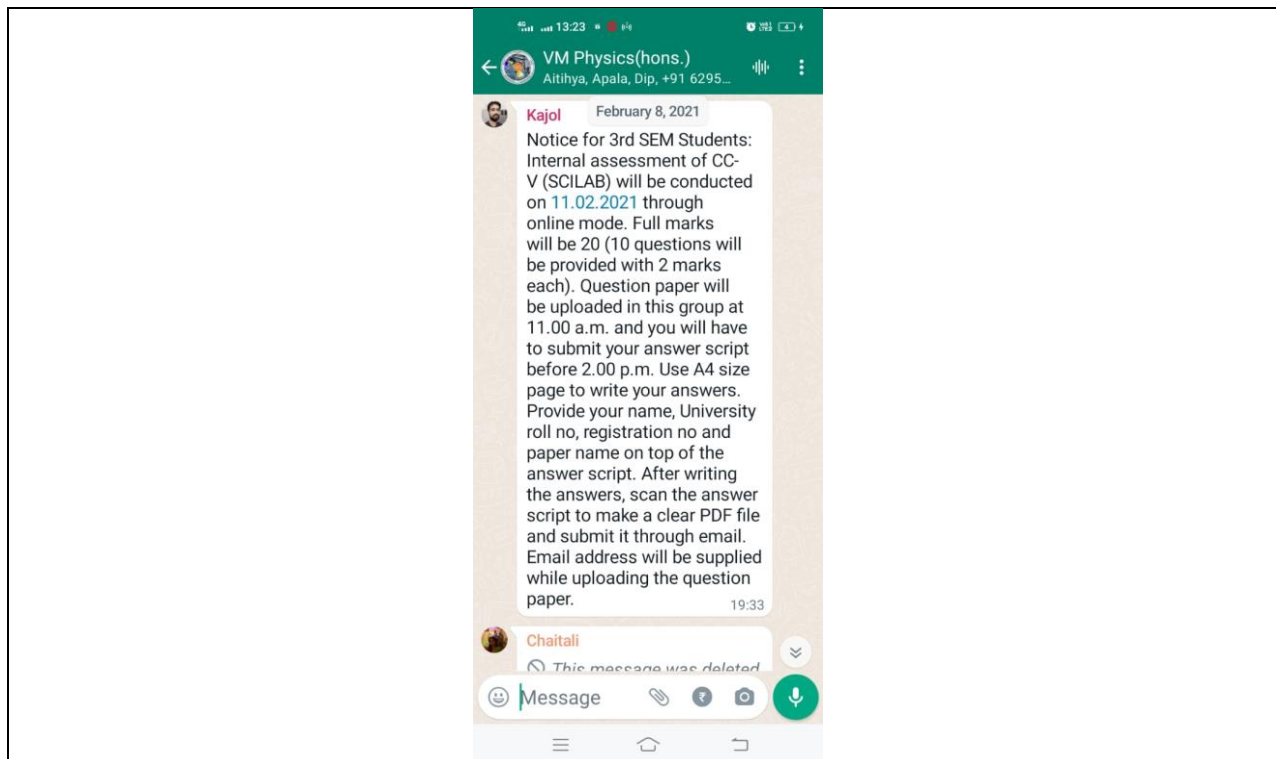 13:23
VM Physics(hons.)
Aitihya, Apala, Dip, +91 6295...
February 8, 2021
Kajol
Notice for 3rd SEM Students:
Internal assessment of CC-
V (SCILAB) will be conducted
on 11.02.2021 through
online mode. Full marks
will be 20 (10 questions will
be provided with 2 marks
each). Question paper will
be uploaded in this group at
11.00 a.m. and you will have
to submit your answer script
before 2.00 p.m. Use A4 size
page to write your answers.
Provide your name, University
roll no, registration no and
paper name on top of the
answer script. After writing
the answers, scan the answer
script to make a clear PDF file
and submit it through email.
Email address will be supplied
while uploading the question
paper.
19:33
Chaitali
This message was deleted
Message